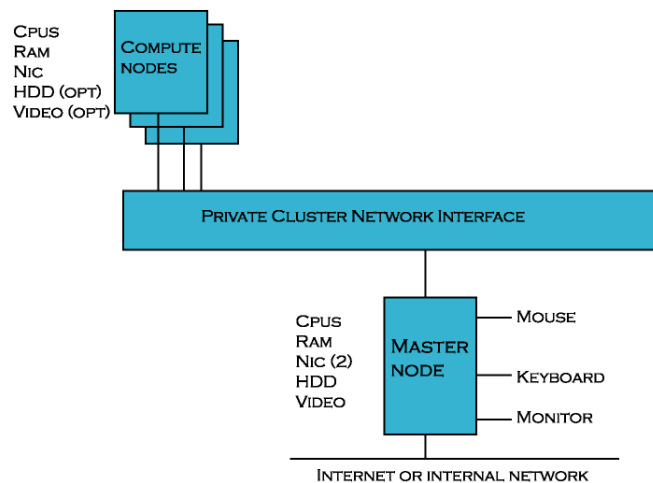 CPUS
RAM
NIC
HDD (OPT)
VIDEO (OPT)
COMPUTE
NODES
PRIVATE CLUSTER NETWORK INTERFACE
CPUS
RAM
NIC (2)
HDD
VIDEO
MASTER
NODE
MOUSE
KEYBOARD
MONITOR
INTERNET OR INTERNAL NETWORK